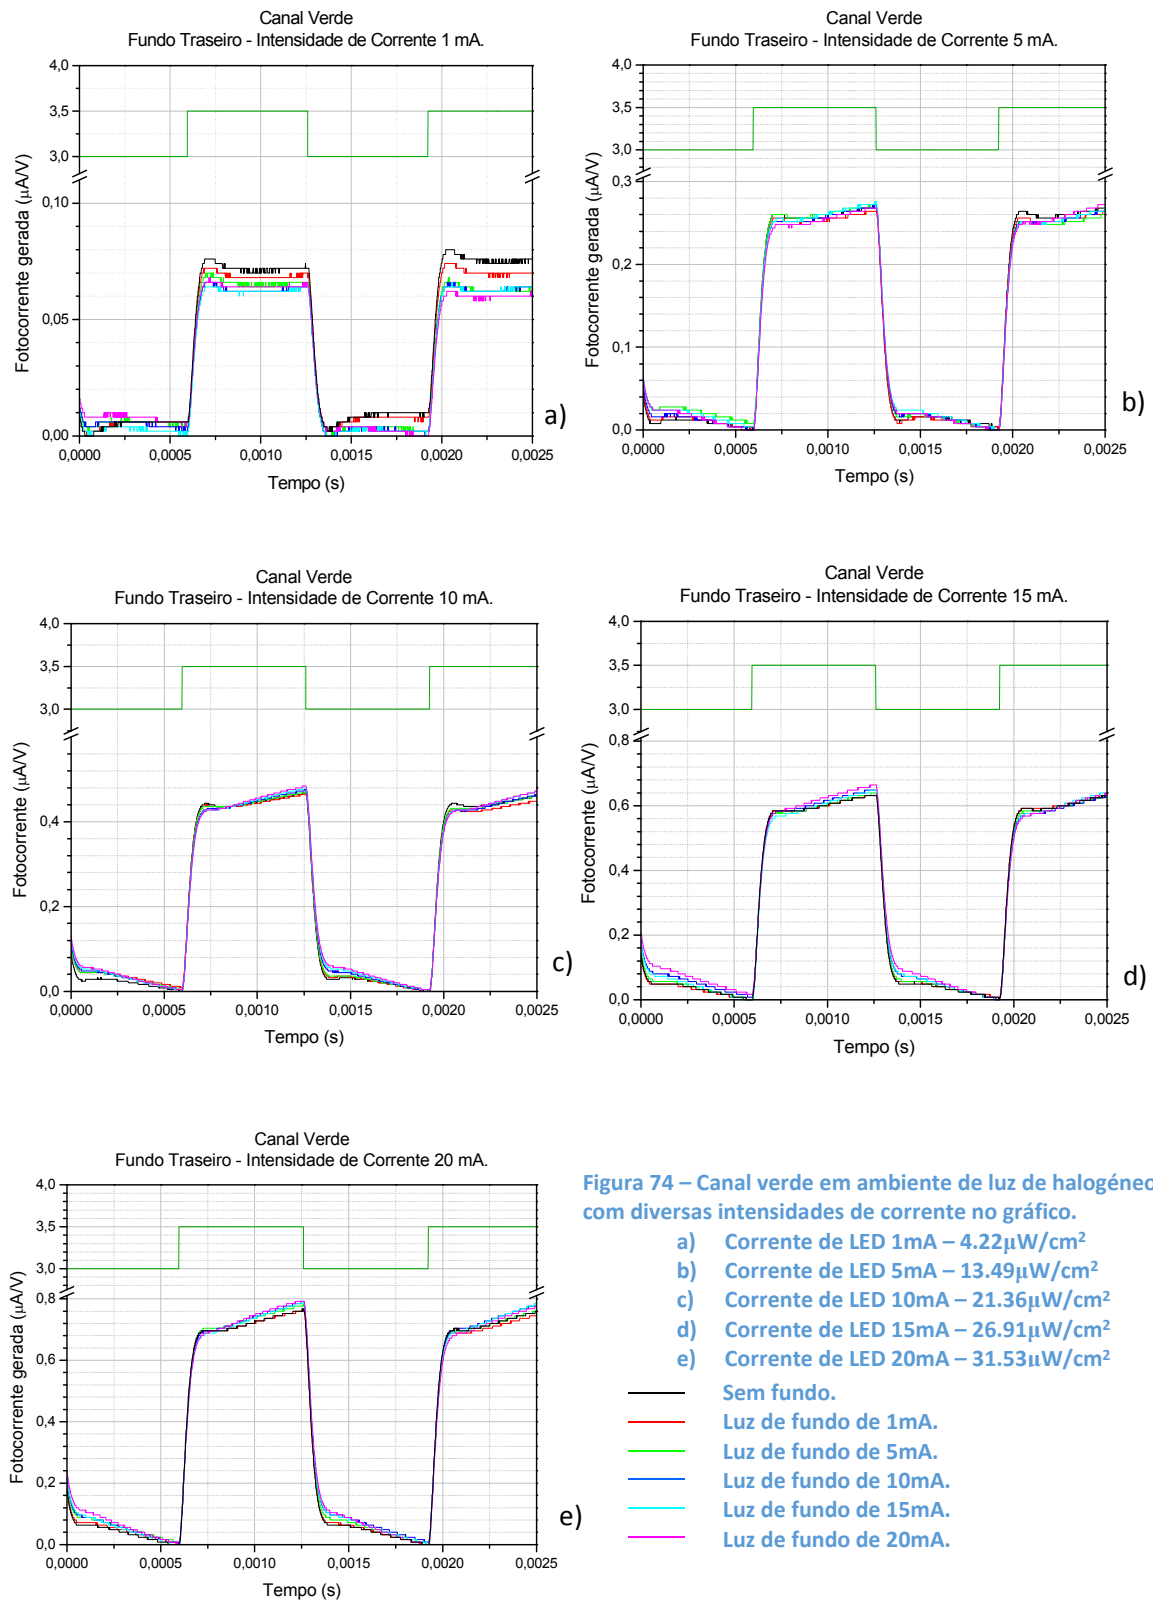 Canal Verde
Fundo Traseiro - Intensidade de Corrente 1 mA.
4,0
3,5
3,0
0,10
0,05
0,00
Fotocorrente gerada (µA/V)
0,0000 0,0005 0,0010 0,0015 0,0020 0,0025
Tempo (s)
a)
Canal Verde
Fundo Traseiro - Intensidade de Corrente 5 mA.
4,0
3,5
3,0
0,3
0,2
0,1
0,0
Fotocorrente gerada (µA/V)
0,0000 0,0005 0,0010 0,0015 0,0020 0,0025
Tempo (s)
b)
Canal Verde
Fundo Traseiro - Intensidade de Corrente 10 mA.
4,0
3,5
3,0
0,4
0,2
0,0
Fotocorrente (µA/V)
0,0000 0,0005 0,0010 0,0015 0,0020 0,0025
Tempo (s)
c)
Canal Verde
Fundo Traseiro - Intensidade de Corrente 15 mA.
4,0
3,5
3,0
0,8
0,6
0,4
0,2
0,0
Fotocorrente (µA/V)
0,0000 0,0005 0,0010 0,0015 0,0020 0,0025
Tempo (s)
d)
Canal Verde
Fundo Traseiro - Intensidade de Corrente 20 mA.
4,0
3,5
3,0
0,8
0,6
0,4
0,2
0,0
Fotocorrente gerada (µA/V)
0,0000 0,0005 0,0010 0,0015 0,0020 0,0025
Tempo (s)
e)
Figura 74 – Canal verde em ambiente de luz de halogéneo
com diversas intensidades de corrente no gráfico.
a) Corrente de LED 1mA – 4.22µW/cm²
b) Corrente de LED 5mA – 13.49µW/cm²
c) Corrente de LED 10mA – 21.36µW/cm²
d) Corrente de LED 15mA – 26.91µW/cm²
e) Corrente de LED 20mA – 31.53µW/cm²
Sem fundo.
Luz de fundo de 1mA.
Luz de fundo de 5mA.
Luz de fundo de 10mA.
Luz de fundo de 15mA.
Luz de fundo de 20mA.